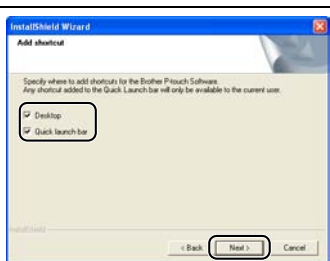 InstallShield Wizard
Add shortcut
Specify where to add shortcuts for the Brother P-touch Software.
Any shortcut added to the Quick Launch bar will only be available to the current user.
Desktop
Quick launch bar
InstallShield
< Back Next > Cancel